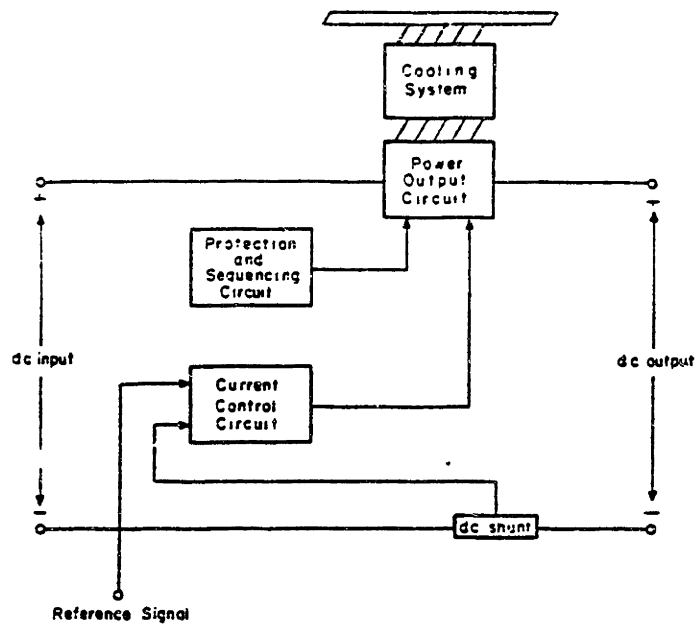 Cooling
System
Power
Output
Circuit
+
+
Protection
and
Sequencing
Circuit
dc input
dc output
Current
Control
Circuit
−
−
dc shunt
Reference Signal